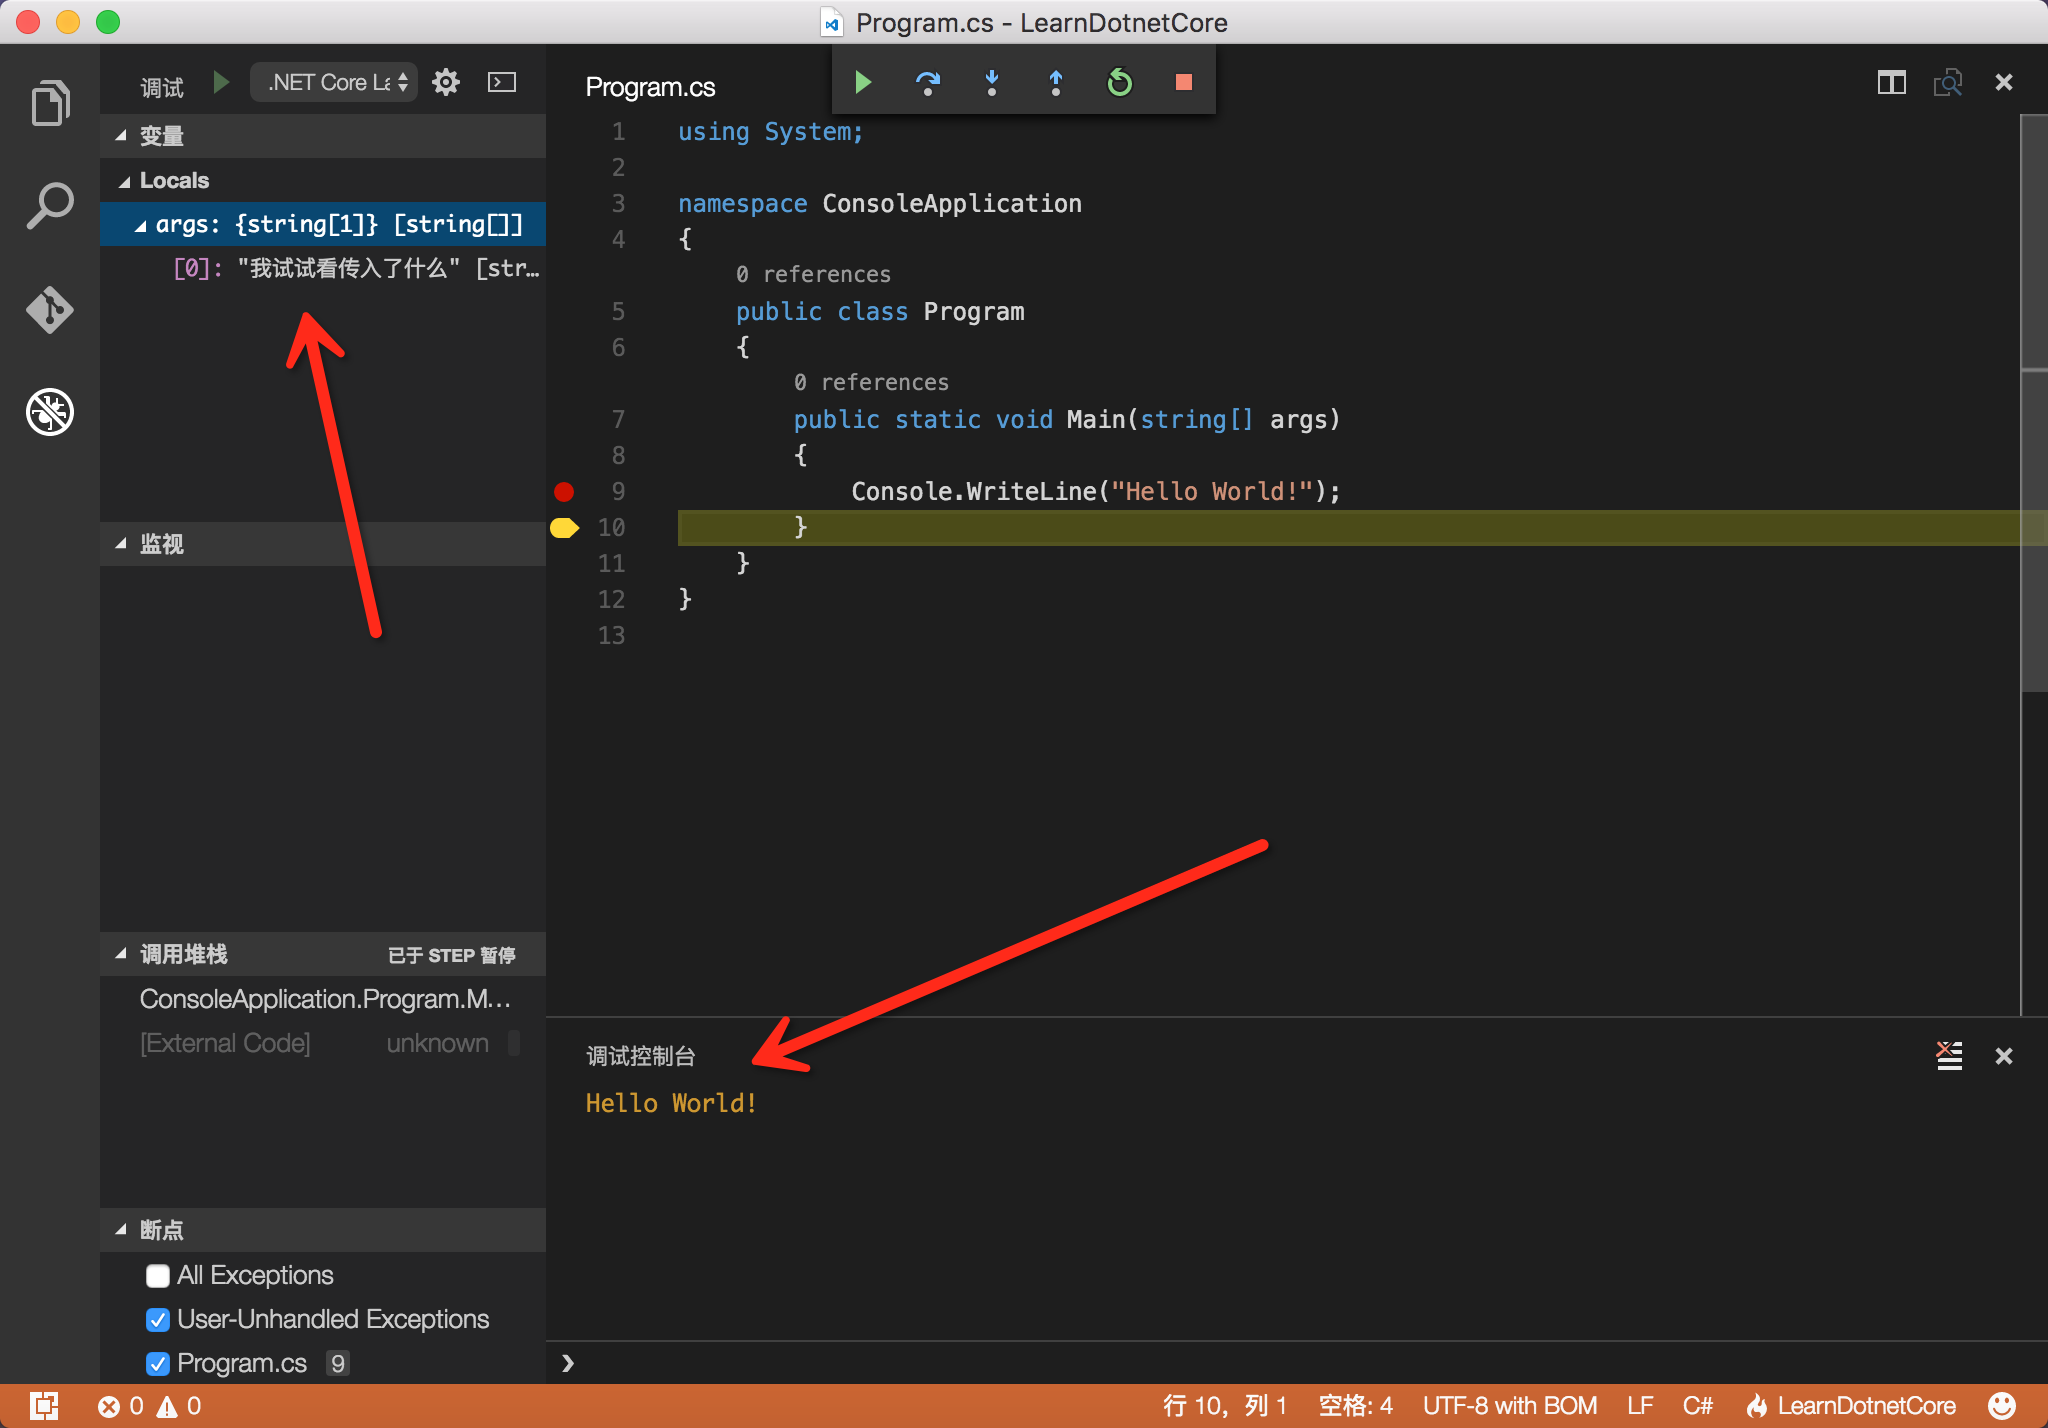 Program.cs - LearnDotnetCore
调试 .NET Core La
变量
Locals
args: {string[1]} [string[]]
[0]: "我试试看传入了什么" [str...
监视
调用堆栈 已于 STEP 暂停
ConsoleApplication.Program.M...
[External Code] unknown
断点
All Exceptions
User-Unhandled Exceptions
Program.cs 9
Program.cs
1 using System;
2
3 namespace ConsoleApplication
4 {
0 references
5 public class Program
6 {
0 references
7 public static void Main(string[] args)
8 {
9 Console.WriteLine("Hello World!");
10 }
11 }
12 }
13
调试控制台
Hello World!
0 0 行 10，列 1 空格: 4 UTF-8 with BOM LF C# LearnDotnetCore